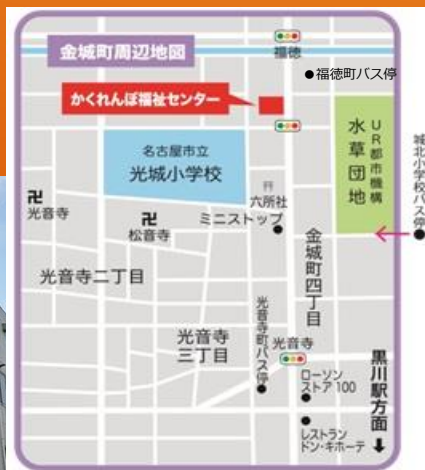 金城町周辺地図
福徳
福徳町バス停
かくれんぼ福祉センター
名古屋市立
光城小学校
UR都市機構
水草団地
城北小学校バス停
六所社
ミニストップ
光音寺
松音寺
金城町四丁目
光音寺二丁目
光音寺
三丁目
光音寺町バス停
光音寺
ローソン
ストア100
黒川駅方面
レストラン
ドン・キホーテ